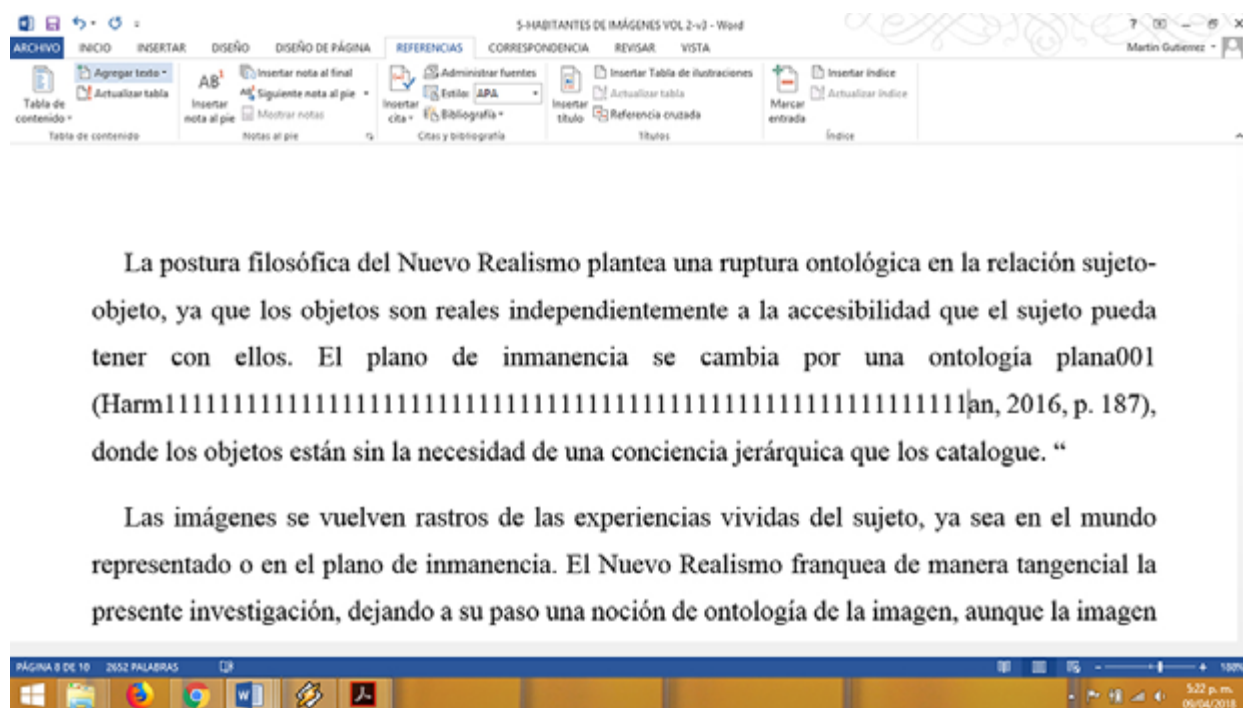 5-HABITANTES DE IMÁGENES VOL 2-v3 - Word
ARCHIVO INICIO INSERTAR DISEÑO DISEÑO DE PÁGINA REFERENCIAS CORRESPONDENCIA REVISAR VISTA Martin Gutierrez
Tabla de contenido
Agregar texto
Actualizar tabla
Tabla de contenido
AB1
Insertar nota al pie
Insertar nota al final
Siguiente nota al pie
Mostrar notas
Notas al pie
Insertar cita
Administrar fuentes
Estilo: APA
Bibliografía
Citas y bibliografía
Insertar título
Insertar Tabla de ilustraciones
Actualizar tabla
Referencia cruzada
Títulos
Marcar entrada
Insertar índice
Actualizar índice
Índice
La postura filosófica del Nuevo Realismo plantea una ruptura ontológica en la relación sujeto-
objeto, ya que los objetos son reales independientemente a la accesibilidad que el sujeto pueda
tener con ellos. El plano de inmanencia se cambia por una ontología plana001
(Harm1111111111111111111111111111111111111111111111111111111111an, 2016, p. 187),
donde los objetos están sin la necesidad de una conciencia jerárquica que los catalogue. “
Las imágenes se vuelven rastros de las experiencias vividas del sujeto, ya sea en el mundo
representado o en el plano de inmanencia. El Nuevo Realismo franquea de manera tangencial la
presente investigación, dejando a su paso una noción de ontología de la imagen, aunque la imagen
PÁGINA 8 DE 10 2652 PALABRAS 100%
5:22 p. m.
09/04/2018